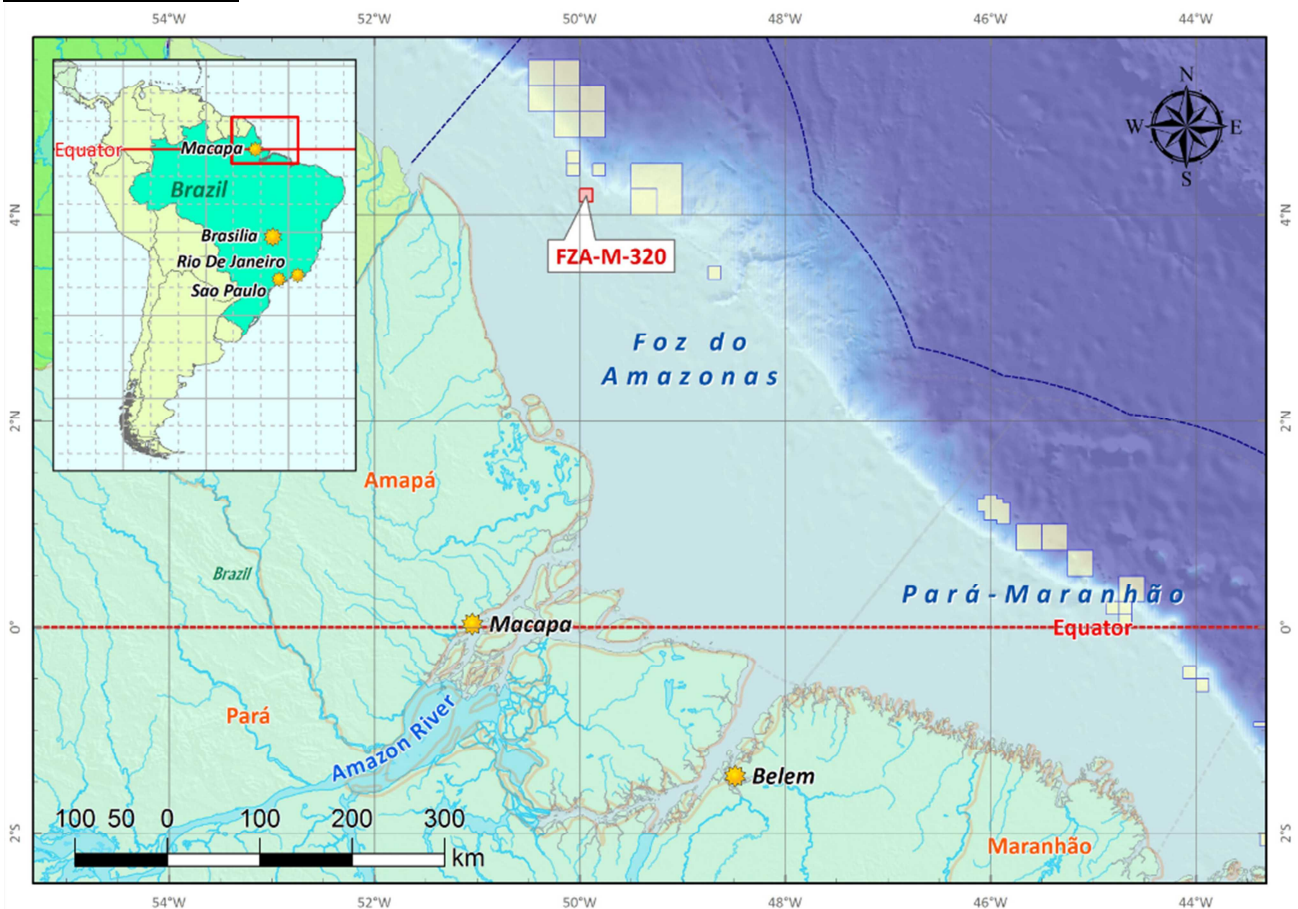 54°W 52°W 50°W 48°W 46°W 44°W
N
W E
S
Equator
Macapa
Brazil
Brasilia
Rio De Janeiro
Sao Paulo
4°N 4°N
FZA-M-320
Foz do
Amazonas
2°N 2°N
Amapá
Brazil
Pará-Maranhão
Macapa
0° Equator 0°
Pará
Amazon River
Belem
100 50 0 100 200 300
km
2°S 2°S
Maranhão
54°W 52°W 50°W 48°W 46°W 44°W